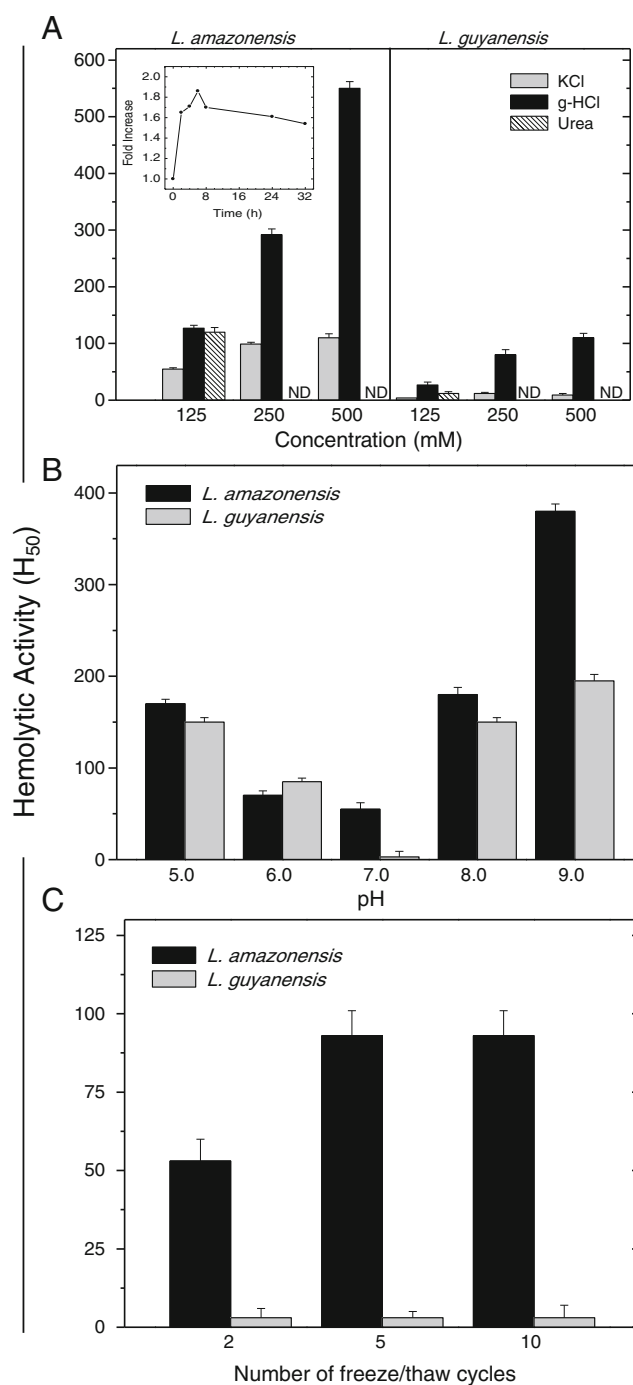 A
L. amazonensis
L. guyanensis
600
500
400
300
200
100
0
KCl
g-HCl
Urea
2.0
1.8
1.6
1.4
1.2
1.0
Fold Increase
0 8 16 24 32
Time (h)
ND ND ND ND
125 250 500 125 250 500
Concentration (mM)
Hemolytic Activity (H50)
B
L. amazonensis
L. guyanensis
400
300
200
100
0
5.0 6.0 7.0 8.0 9.0
pH
C
L. amazonensis
L. guyanensis
125
100
75
50
25
0
2 5 10
Number of freeze/thaw cycles